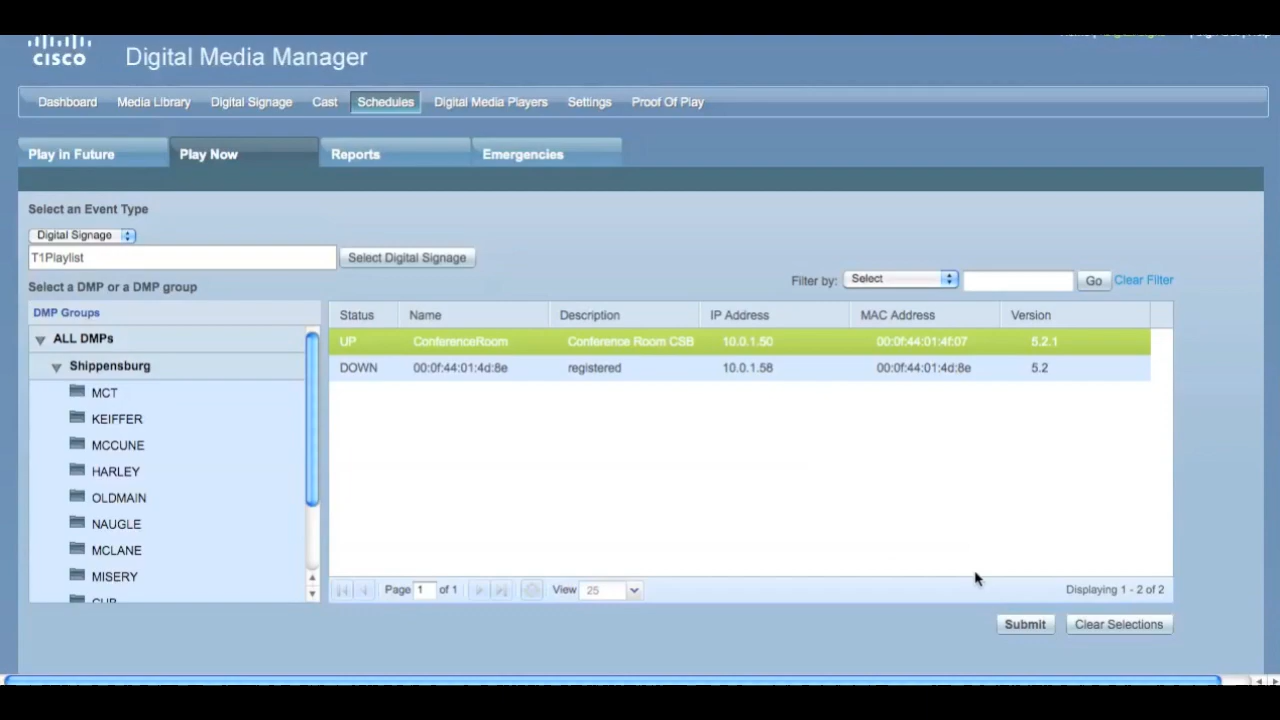 CISCO
Digital Media Manager
Dashboard Media Library Digital Signage Cast Schedules Digital Media Players Settings Proof Of Play
Play in Future Play Now Reports Emergencies
Select an Event Type
Digital Signage
T1Playlist Select Digital Signage
Filter by: Select Go Clear Filter
Select a DMP or a DMP group
DMP Groups
ALL DMPs
Shippensburg
MCT
KEIFFER
MCCUNE
HARLEY
OLDMAIN
NAUGLE
MCLANE
MISERY
Status Name Description IP Address MAC Address Version
UP ConferenceRoom Conference Room CSB 10.0.1.50 00:0f:44:01:4f:07 5.2.1
DOWN 00:0f:44:01:4d:8e registered 10.0.1.58 00:0f:44:01:4d:8e 5.2
Page 1 of 1 View 25 Displaying 1 - 2 of 2
Submit Clear Selections